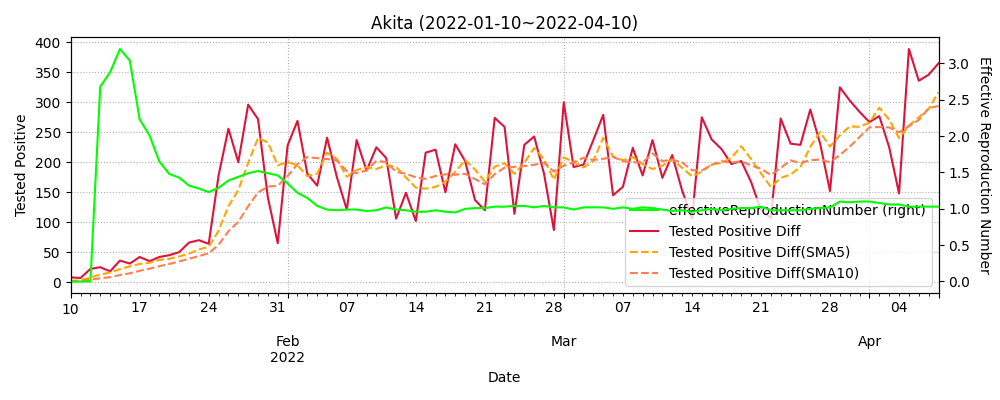 Akita (2022-01-10~2022-04-10)
Tested Positive
400
350
300
250
200
150
100
50
0
3.0
2.5
2.0
1.5
1.0
0.5
0.0
Effective Reproduction Number
effectiveReproductionNumber (right)
Tested Positive Diff
Tested Positive Diff(SMA5)
Tested Positive Diff(SMA10)
10 17 24 31 07 14 21 28 07 14 21 28 04
Feb Mar Apr
2022
Date